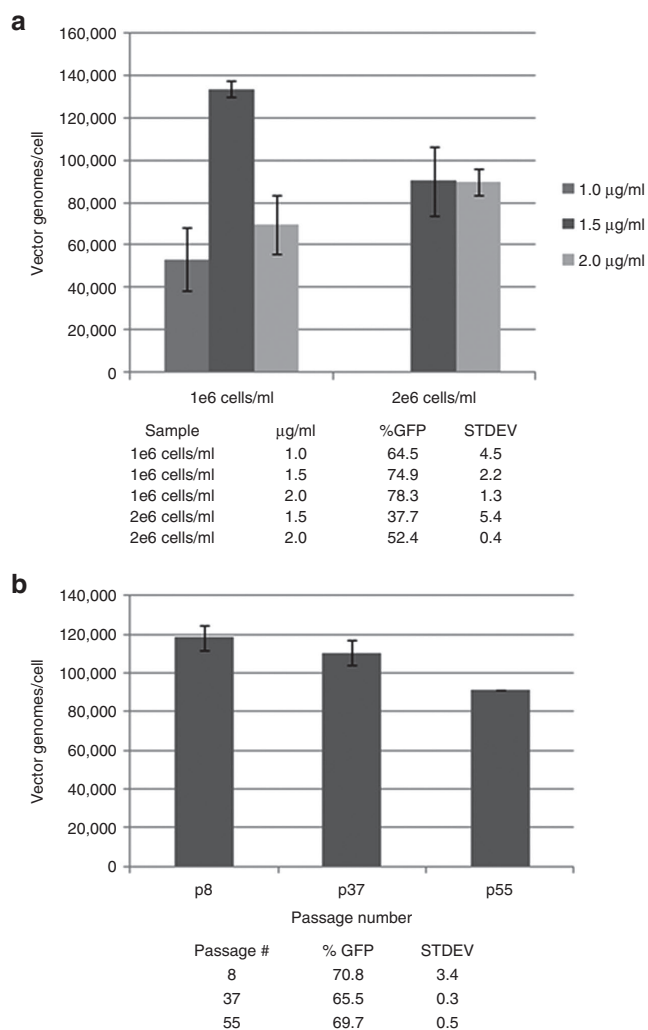 a
160,000
140,000
120,000
100,000
80,000
60,000
40,000
20,000
0
Vector genomes/cell
1e6 cells/ml
2e6 cells/ml
1.0 μg/ml
1.5 μg/ml
2.0 μg/ml
Sample μg/ml %GFP STDEV
1e6 cells/ml 1.0 64.5 4.5
1e6 cells/ml 1.5 74.9 2.2
1e6 cells/ml 2.0 78.3 1.3
2e6 cells/ml 1.5 37.7 5.4
2e6 cells/ml 2.0 52.4 0.4
b
140,000
120,000
100,000
80,000
60,000
40,000
20,000
0
Vector genomes/cell
p8 p37 p55
Passage number
Passage # % GFP STDEV
8 70.8 3.4
37 65.5 0.3
55 69.7 0.5